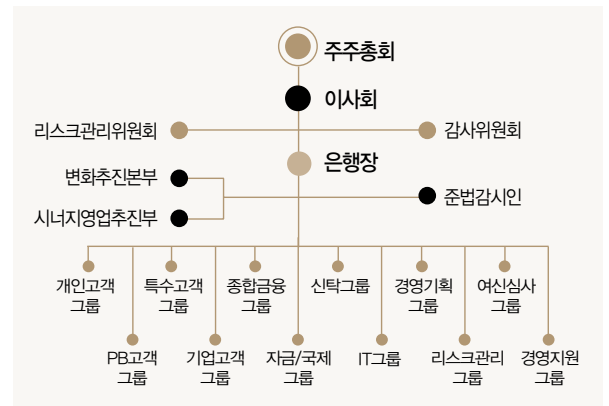 주주총회
이사회
리스크관리위원회
감사위원회
은행장
변화추진본부
준법감시인
시너지영업추진부
개인고객
그룹
특수고객
그룹
종합금융
그룹
신탁그룹
경영기획
그룹
여신심사
그룹
PB고객
그룹
기업고객
그룹
자금/국제
그룹
IT그룹
리스크관리
그룹
경영지원
그룹